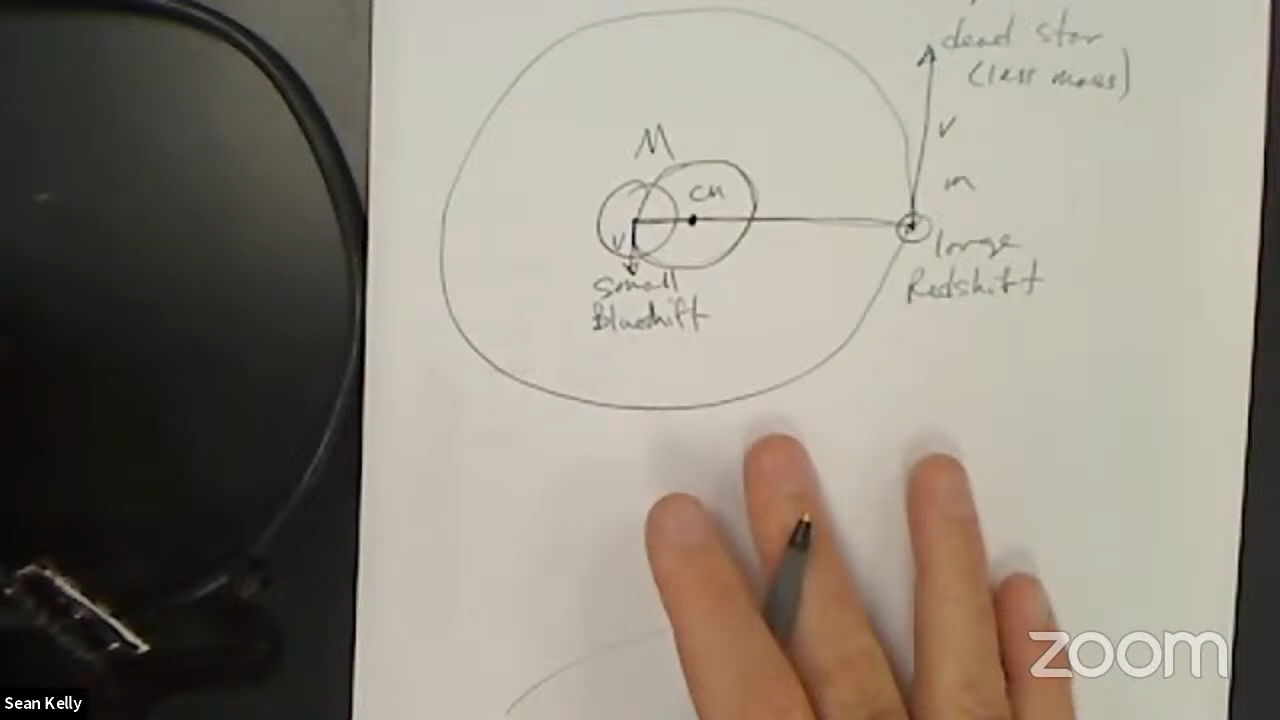 dead star
(less mass)
M
v
m
CM
v
large
Redshift
small
Blueshift
zoom
Sean Kelly